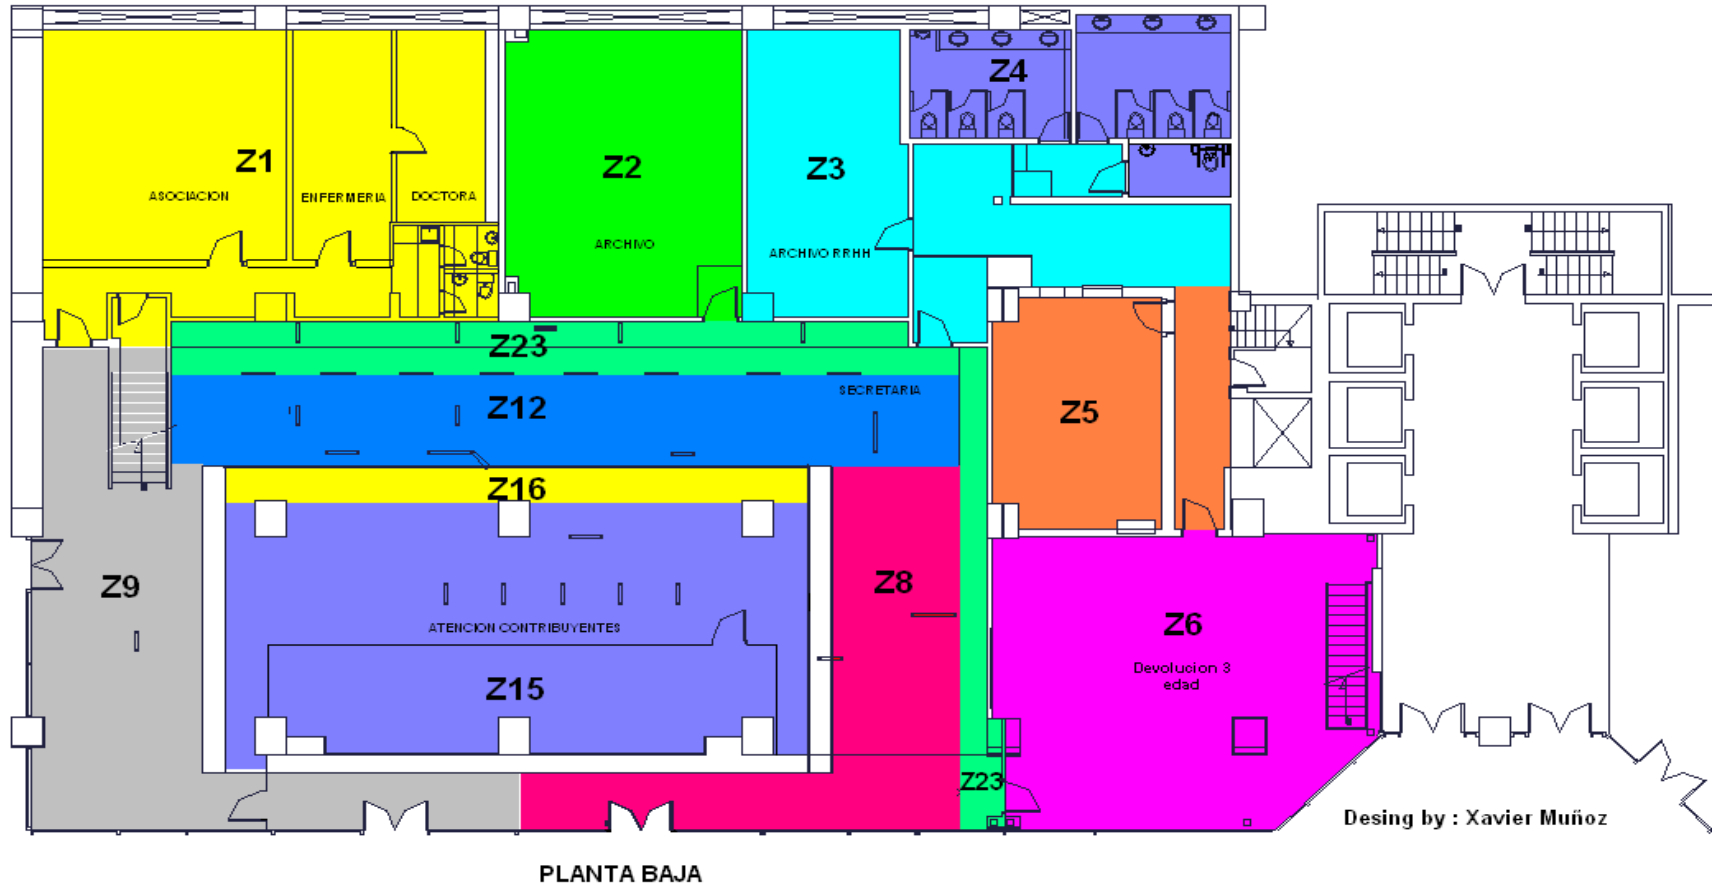 Z4
Z1
Z2
Z3
ASOCIACION
ENFERMERIA
DOCTORA
ARCHIVO
ARCHIVO RRHH
Z23
SECRETARIA
Z12
Z5
Z16
Z9
Z8
ATENCION CONTRIBUYENTES
Z6
Devolucion 3
edad
Z15
Z23
Desing by : Xavier Muñoz
PLANTA BAJA